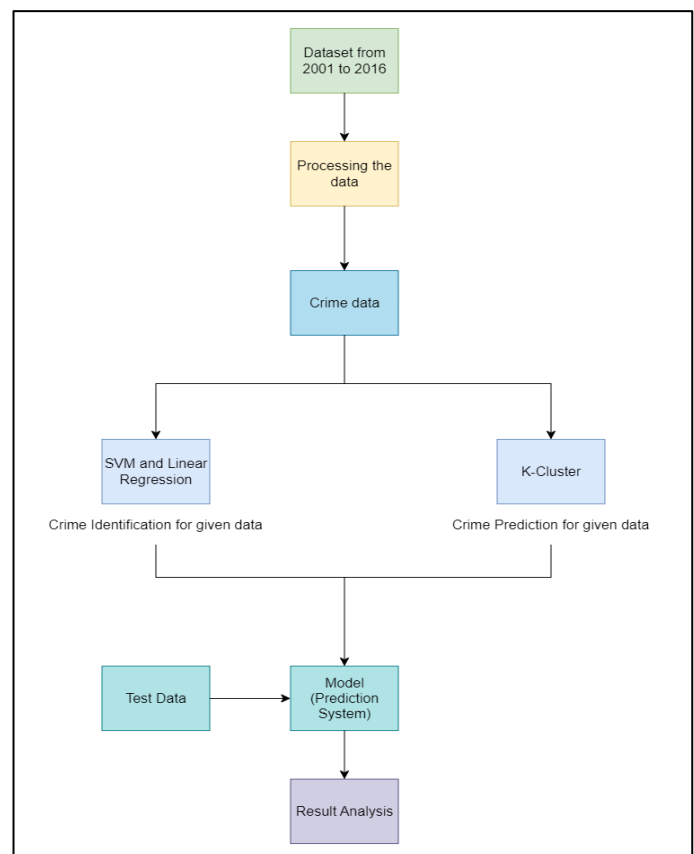 Dataset from
2001 to 2016
Processing the
data
Crime data
SVM and Linear
Regression
K-Cluster
Crime Identification for given data
Crime Prediction for given data
Test Data
Model
(Prediction
System)
Result Analysis